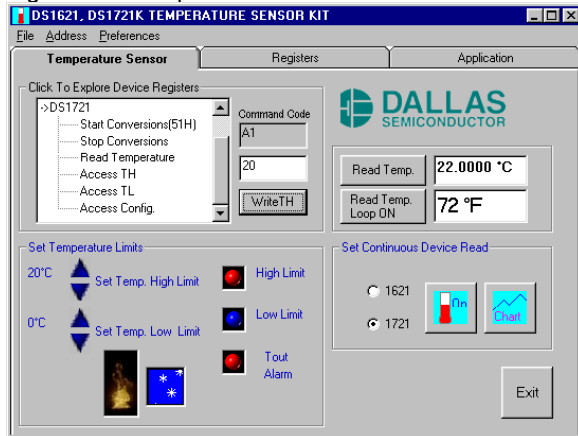 DS1621, DS1721K TEMPERATURE SENSOR KIT
File Address Preferences
Temperature Sensor Registers Application
Click To Explore Device Registers
->DS1721
Start Conversions(51H)
Stop Conversions
Read Temperature
Access TH
Access TL
Access Config.
Command Code
A1
20
WriteTH
DALLAS
SEMICONDUCTOR
Read Temp.
22.0000 °C
Read Temp.
Loop ON
72 °F
Set Temperature Limits
20°C
Set Temp. High Limit
High Limit
0°C
Set Temp. Low Limit
Low Limit
Tout
Alarm
Set Continuous Device Read
1621
1721
On
Chart
Exit